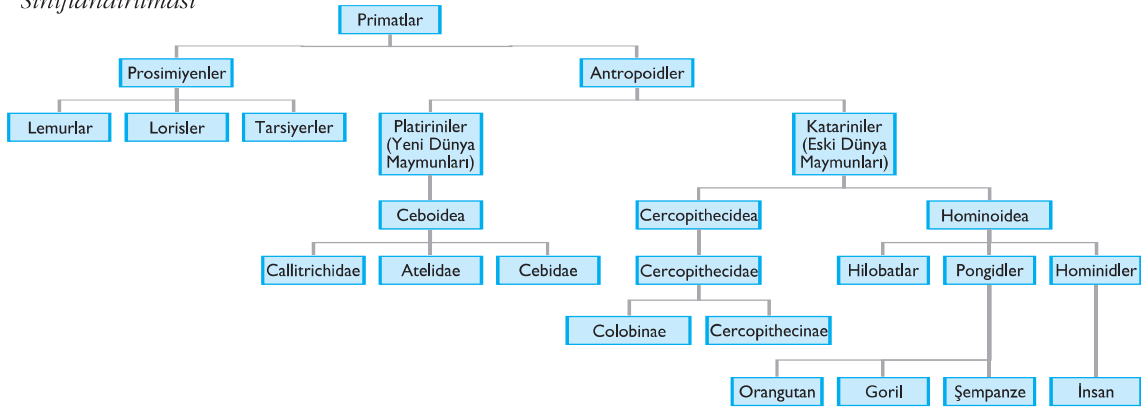 Sınıflandırılması
Primatlar
Prosimiyenler
Antropoidler
Lemurlar
Lorisler
Tarsiyerler
Platiriniler
(Yeni Dünya
Maymunları)
Katariniler
(Eski Dünya
Maymunları)
Ceboidea
Cercopithecidea
Hominoidea
Callitrichidae
Atelidae
Cebidae
Cercopithecidae
Hilobatlar
Pongidler
Hominidler
Colobinae
Cercopithecinae
Orangutan
Goril
Şempanze
İnsan